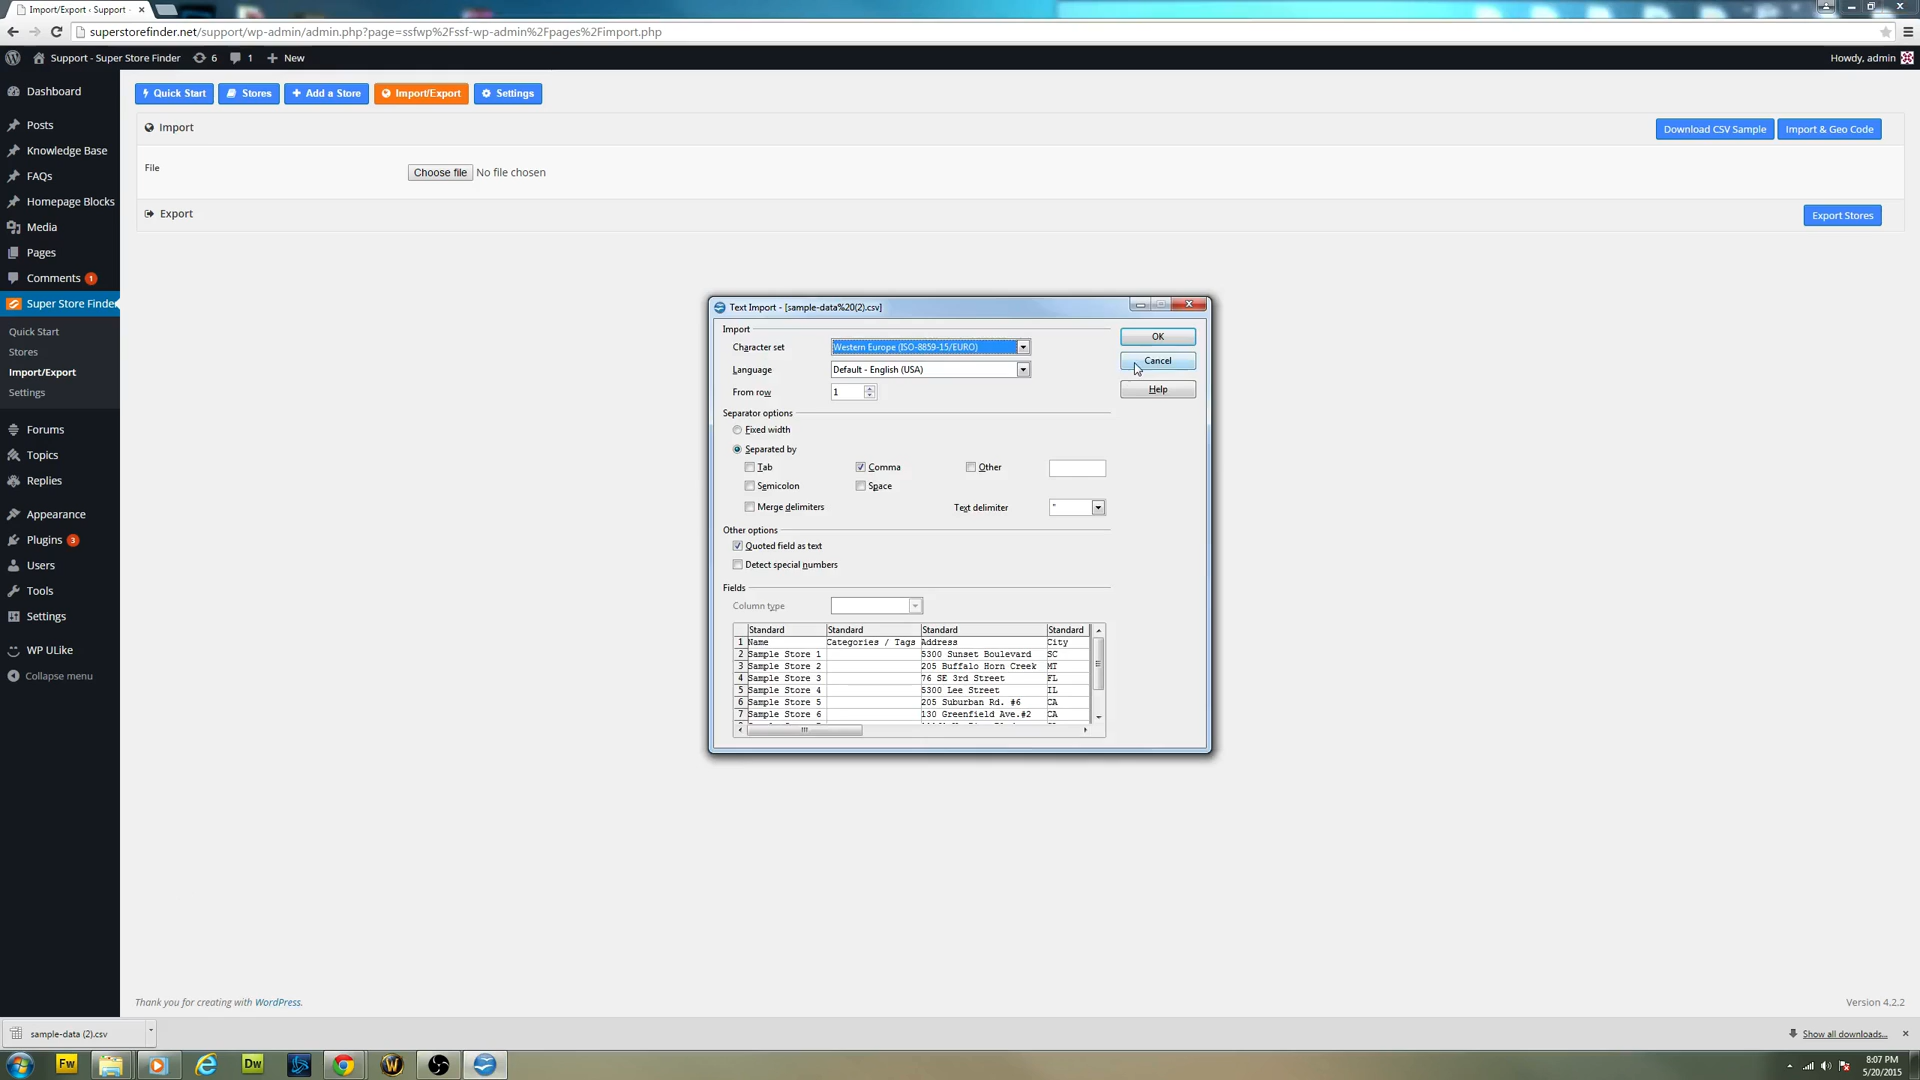 Import/Export ‹ Support -
superstorefinder.net/support/wp-admin/admin.php?page=ssfwp%2Fssf-wp-admin%2Fpages%2Fimport.php
Support - Super Store Finder
6
1
New
Howdy, admin
Dashboard
Posts
Knowledge Base
FAQs
Homepage Blocks
Media
Pages
Comments 1
Super Store Finde
Quick Start
Stores
Import/Export
Settings
Forums
Topics
Replies
Appearance
Plugins 3
Users
Tools
Settings
WP ULike
Collapse menu
Quick Start
Stores
Add a Store
Import/Export
Settings
Import
Download CSV Sample
Import & Geo Code
File
Choose file No file chosen
Export
Export Stores
Text Import - [sample-data%20(2).csv]
Import
Character set Western Europe (ISO-8859-15/EURO)
Language Default - English (USA)
From row 1
OK
Cancel
Help
Separator options
Fixed width
Separated by
Tab Comma Other
Semicolon Space
Merge delimiters Text delimiter "
Other options
Quoted field as text
Detect special numbers
Fields
Column type
Standard Standard Standard Standard
1 Name Categories / Tags Address City
2 Sample Store 1 5300 Sunset Boulevard SC
3 Sample Store 2 205 Buffalo Horn Creek MT
4 Sample Store 3 76 SE 3rd Street FL
5 Sample Store 4 5300 Lee Street IL
6 Sample Store 5 205 Suburban Rd. #6 CA
7 Sample Store 6 130 Greenfield Ave.#2 CA
Thank you for creating with WordPress.
Version 4.2.2
sample-data (2).csv
Show all downloads...
Fw
Dw
W
8:07 PM
5/20/2015